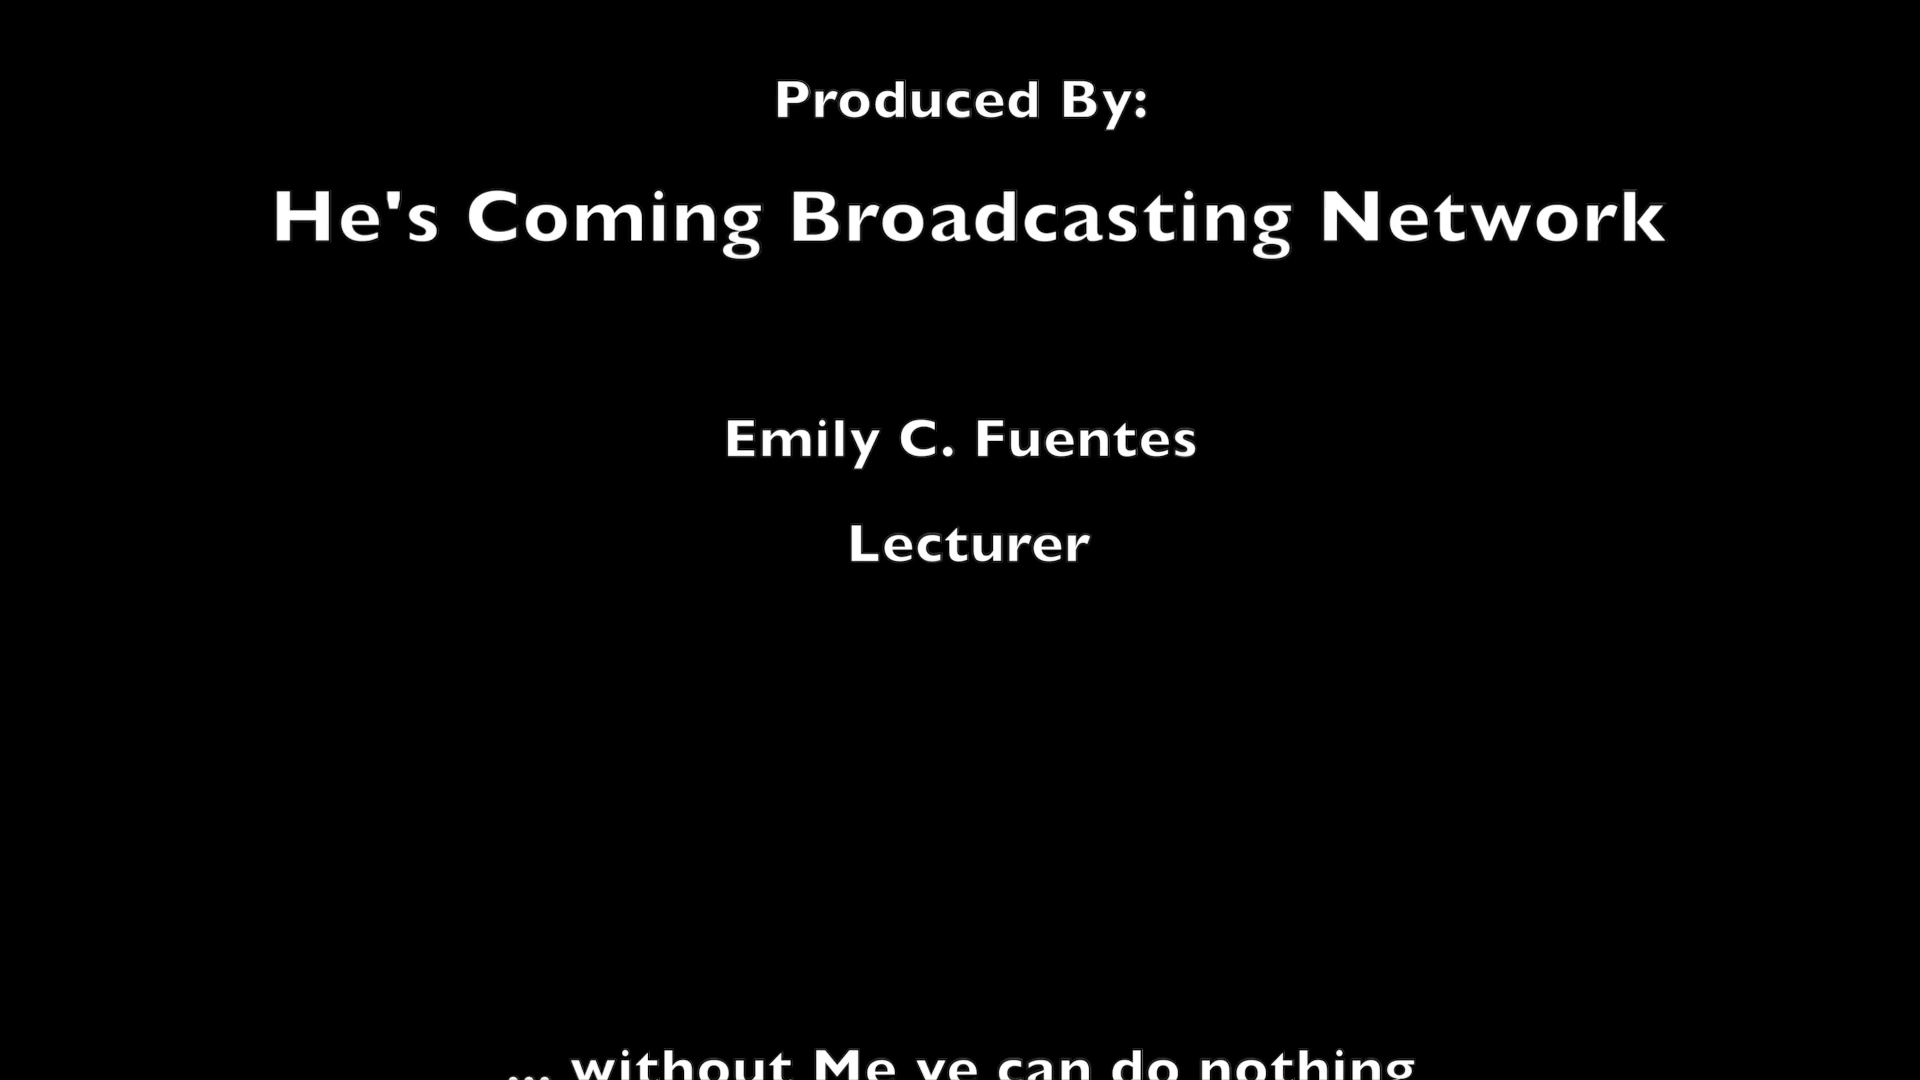 Produced By:
He's Coming Broadcasting Network
Emily C. Fuentes
Lecturer
... without Me ye can do nothing